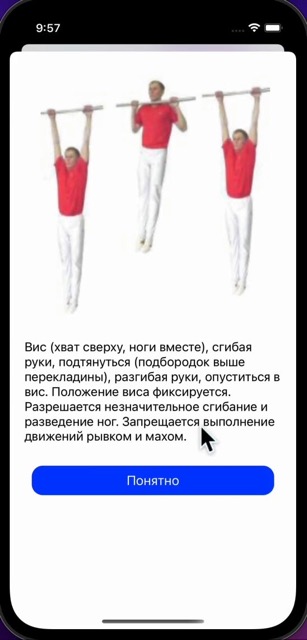 9:57
Вис (хват сверху, ноги вместе), сгибая
руки, подтянуться (подбородок выше
перекладины), разгибая руки, опуститься в
вис. Положение виса фиксируется.
Разрешается незначительное сгибание и
разведение ног. Запрещается выполнение
движений рывком и махом.
Понятно